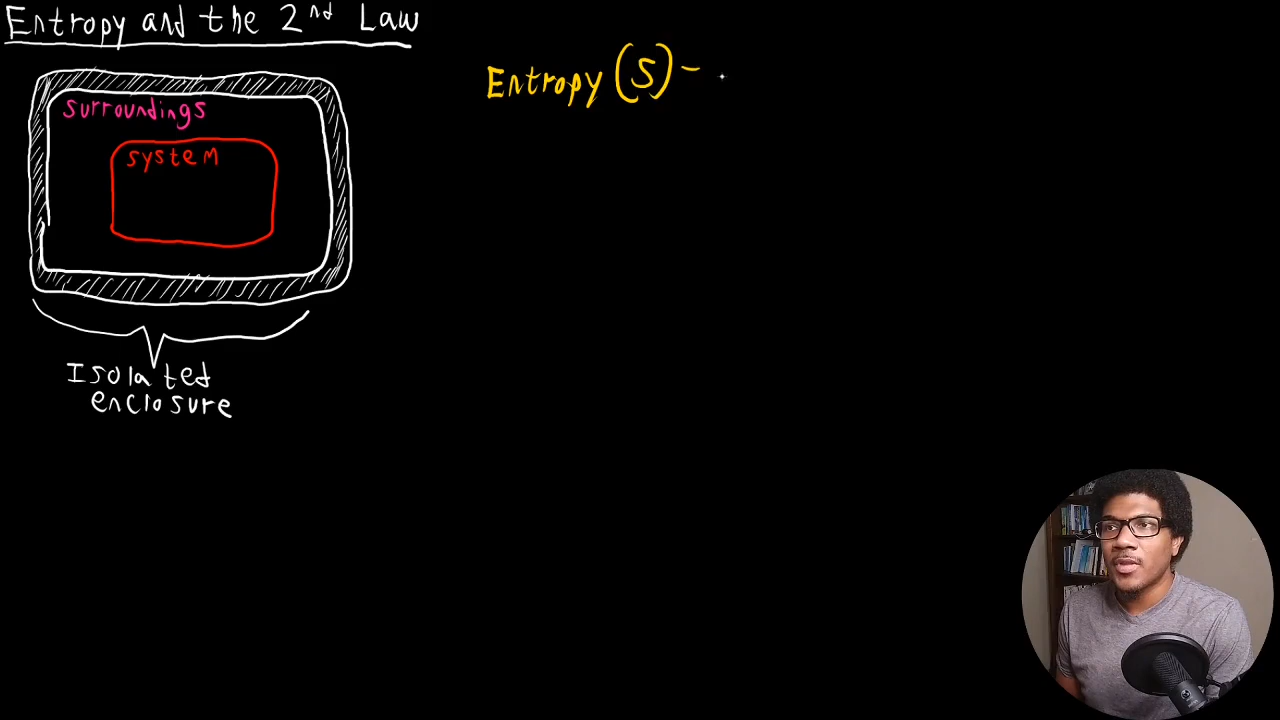 Entropy and the 2nd Law
surroundings
system
Isolated
enclosure
Entropy (S) -